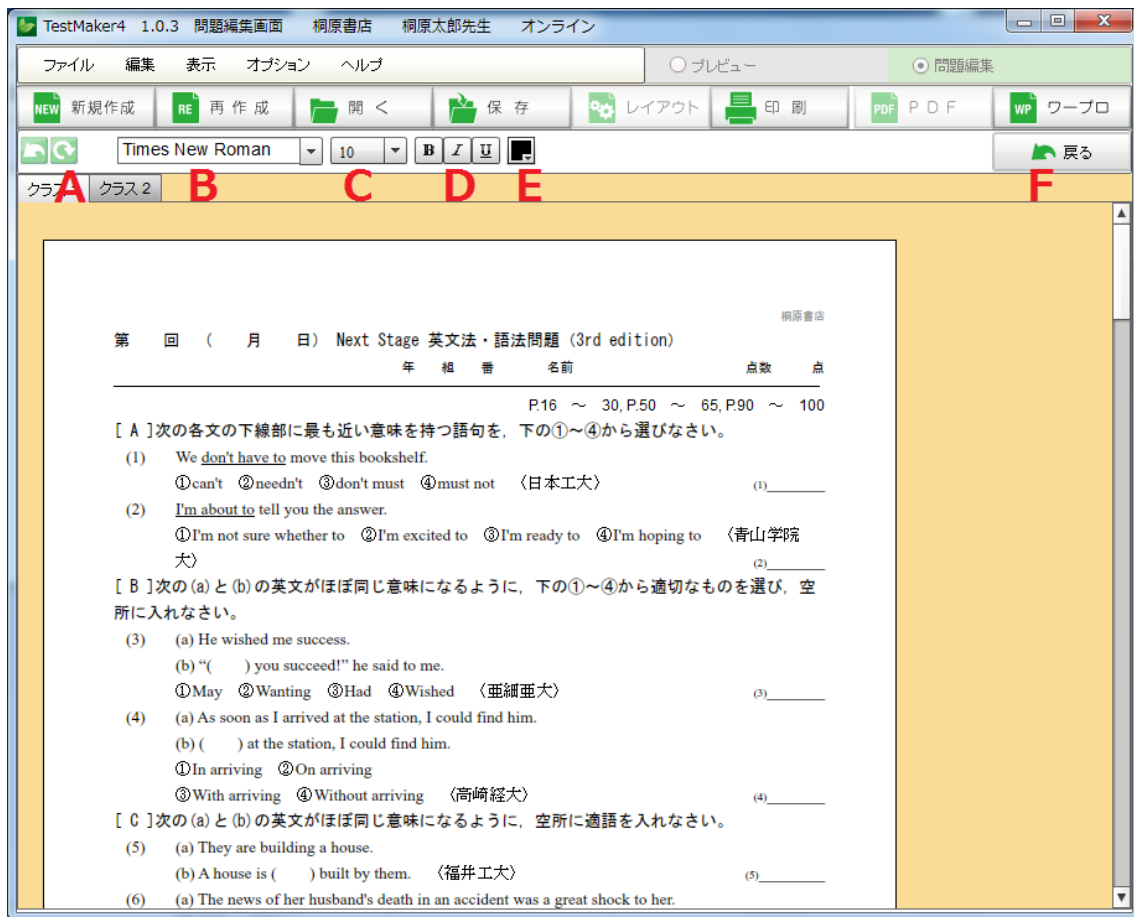 TestMaker4 1.0.3 問題編集画面 桐原書店 桐原太郎先生 オンライン
ファイル 編集 表示 オプション ヘルプ プレビュー 問題編集
NEW 新規作成 RE 再作成 開く 保存 レイアウト 印刷 PDF PDF WP ワープロ
Times New Roman 10 B I U 戻る
クラス A クラス2 B C D E F
桐原書店
第 回 ( 月 日) Next Stage 英文法・語法問題 (3rd edition)
年 組 番 名前 点数 点
P.16 ～ 30, P.50 ～ 65, P.90 ～ 100
[ A ]次の各文の下線部に最も近い意味を持つ語句を, 下の①～④から選びなさい。
(1) We don't have to move this bookshelf.
①can't ②needn't ③don't must ④must not 〈日本工大〉 (1)________
(2) I'm about to tell you the answer.
①I'm not sure whether to ②I'm excited to ③I'm ready to ④I'm hoping to 〈青山学院
大〉 (2)________
[ B ]次の(a)と(b)の英文がほぼ同じ意味になるように, 下の①～④から適切なものを選び, 空
所に入れなさい。
(3) (a) He wished me success.
(b) “( ) you succeed!” he said to me.
①May ②Wanting ③Had ④Wished 〈亜細亜大〉 (3)________
(4) (a) As soon as I arrived at the station, I could find him.
(b) ( ) at the station, I could find him.
①In arriving ②On arriving
③With arriving ④Without arriving 〈高崎経大〉 (4)________
[ C ]次の(a)と(b)の英文がほぼ同じ意味になるように, 空所に適語を入れなさい。
(5) (a) They are building a house.
(b) A house is ( ) built by them. 〈福井工大〉 (5)________
(6) (a) The news of her husband's death in an accident was a great shock to her.